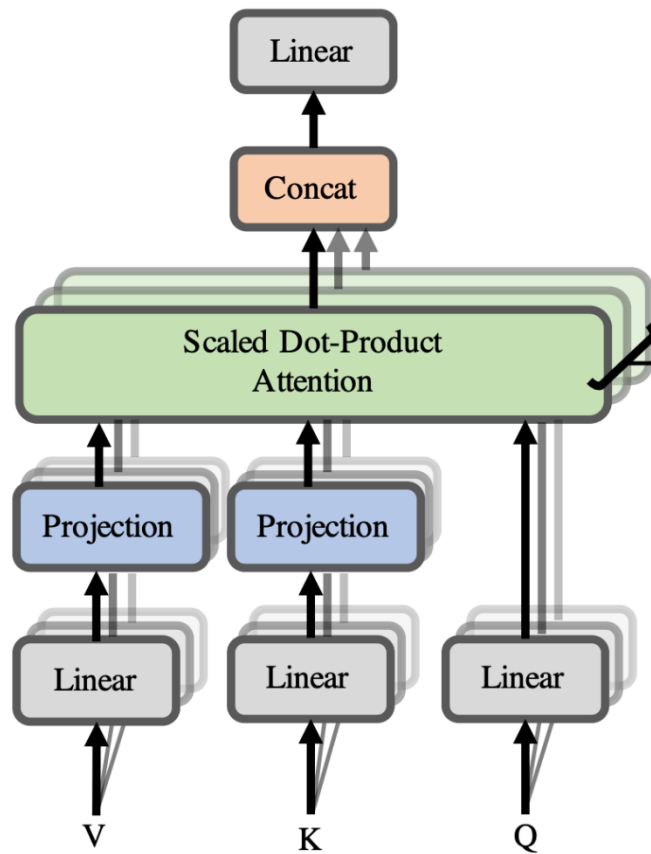 Linear
Concat
Scaled Dot-Product
Attention
Projection Projection
Linear Linear Linear
V K Q